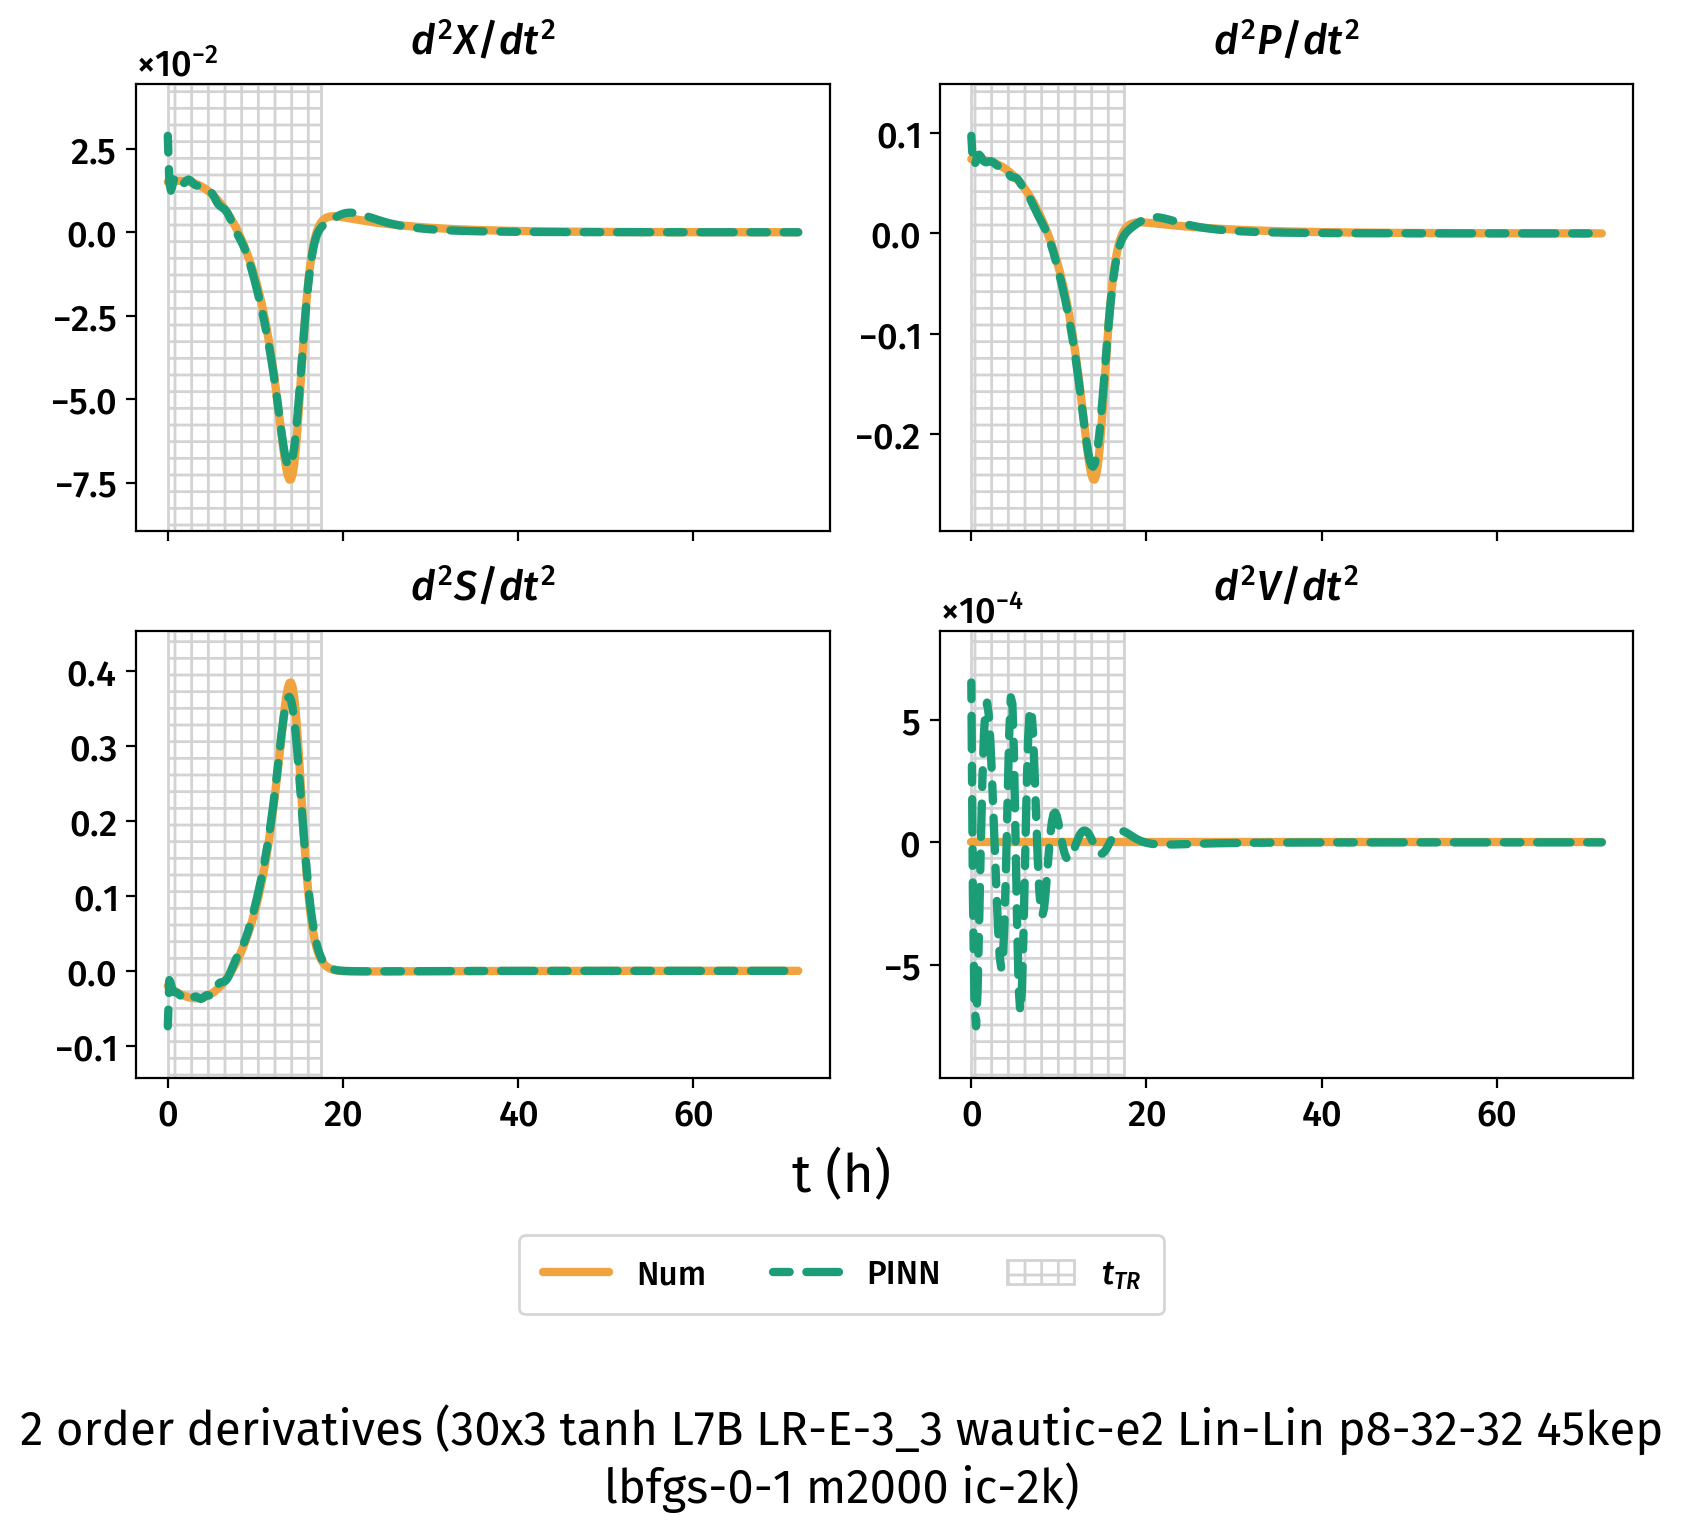 d²X/dt²
×10⁻²
2.5
0.0
−2.5
−5.0
−7.5
d²P/dt²
0.1
0.0
−0.1
−0.2
d²S/dt²
0.4
0.3
0.2
0.1
0.0
−0.1
0 20 40 60
d²V/dt²
×10⁻⁴
5
0
−5
0 20 40 60
t (h)
Num PINN t_TR
2 order derivatives (30x3 tanh L7B LR-E-3_3 wautic-e2 Lin-Lin p8-32-32 45kep
lbfgs-0-1 m2000 ic-2k)